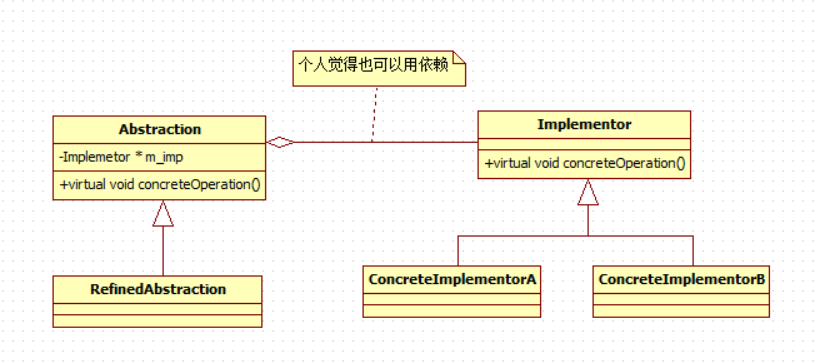 个人觉得也可以用依赖
Abstraction
-Implemetor * m_imp
+virtual void concreteOperation()
Implementor
+virtual void concreteOperation()
RefinedAbstraction
ConcreteImplementorA
ConcreteImplementorB